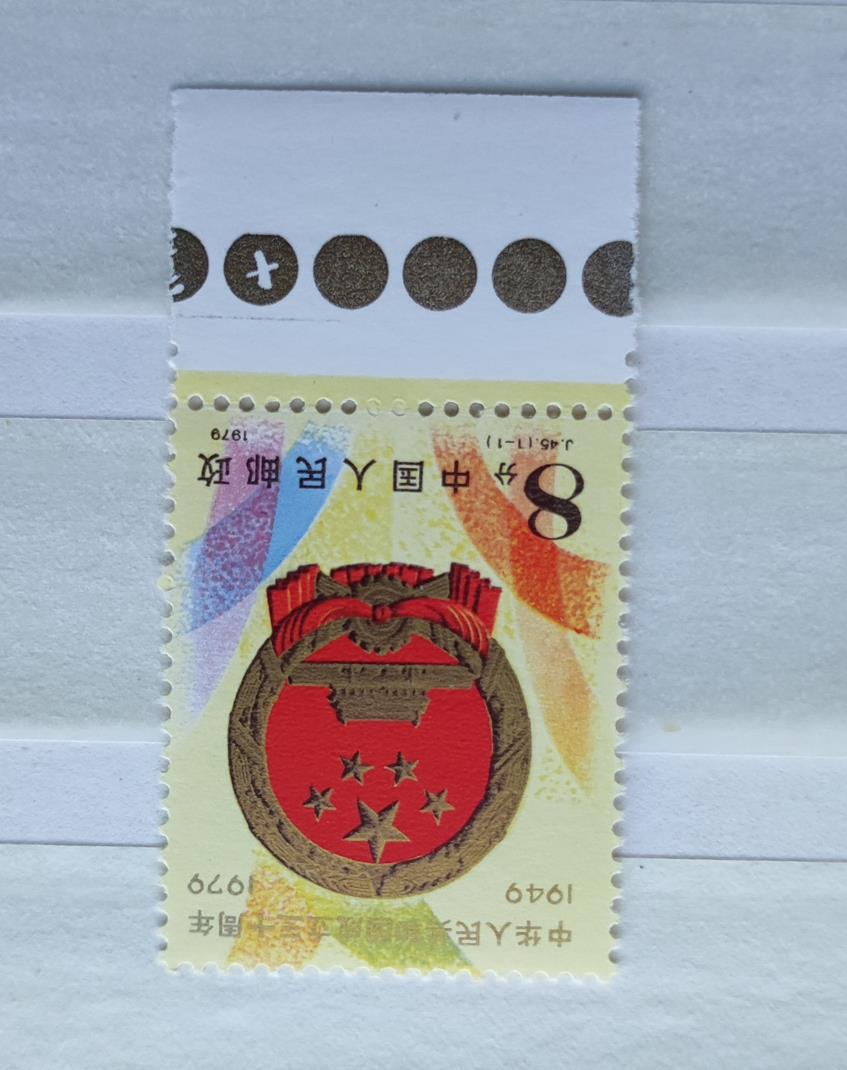 中华人民共和国成立三十周年
1949 1979
8分 中国人民邮政
J.45.(1-1) 1979